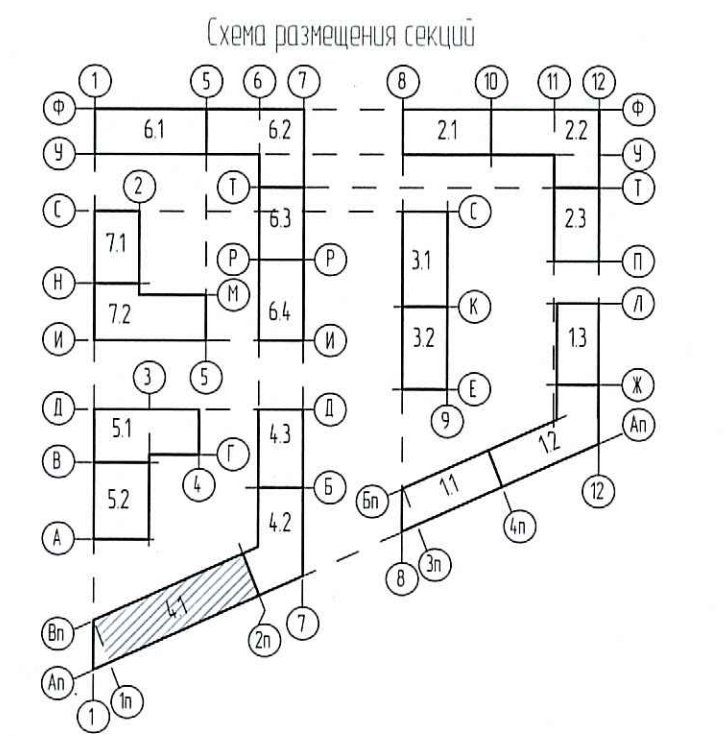 Схема размещения секций
1 5 6 7 8 10 11 12
Ф 6.1 6.2 2.1 2.2 Ф
У У
2 Т Т
С 6.3 С 2.3
7.1 3.1
Р Р П
Н М К Л
7.2 6.4 3.2 1.3
И И
3 5 Е Ж
Д Д 9
5.1 4.3 Ап
Г 1.2
В 4 Б Бп 1.1 12
5.2 4.2 4п
А 3п
8
4.1 7
Вп 2п
Ап 1п
1